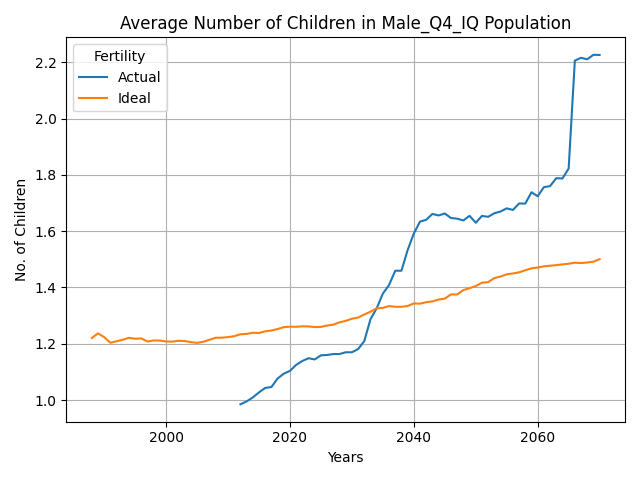 Average Number of Children in Male_Q4_IQ Population
Fertility
Actual
Ideal
No. of Children
2.2
2.0
1.8
1.6
1.4
1.2
1.0
2000
2020
2040
2060
Years